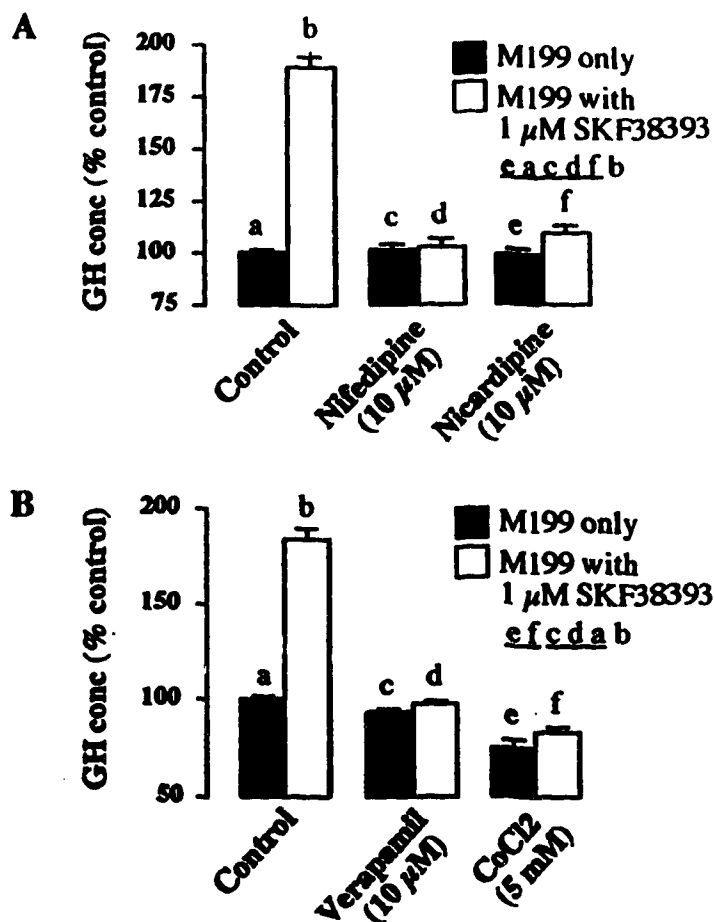 A
GH conc (% control)
200
175
150
125
100
75
a
b
c
d
e
f
M199 only
M199 with
1 µM SKF38393
e a c d f b
Control
Nifedipine
(10 µM)
Nicardipine
(10 µM)
B
GH conc (% control)
200
150
100
50
a
b
c
d
e
f
M199 only
M199 with
1 µM SKF38393
e f c d a b
Control
Verapamil
(10 µM)
CoCl2
(5 mM)